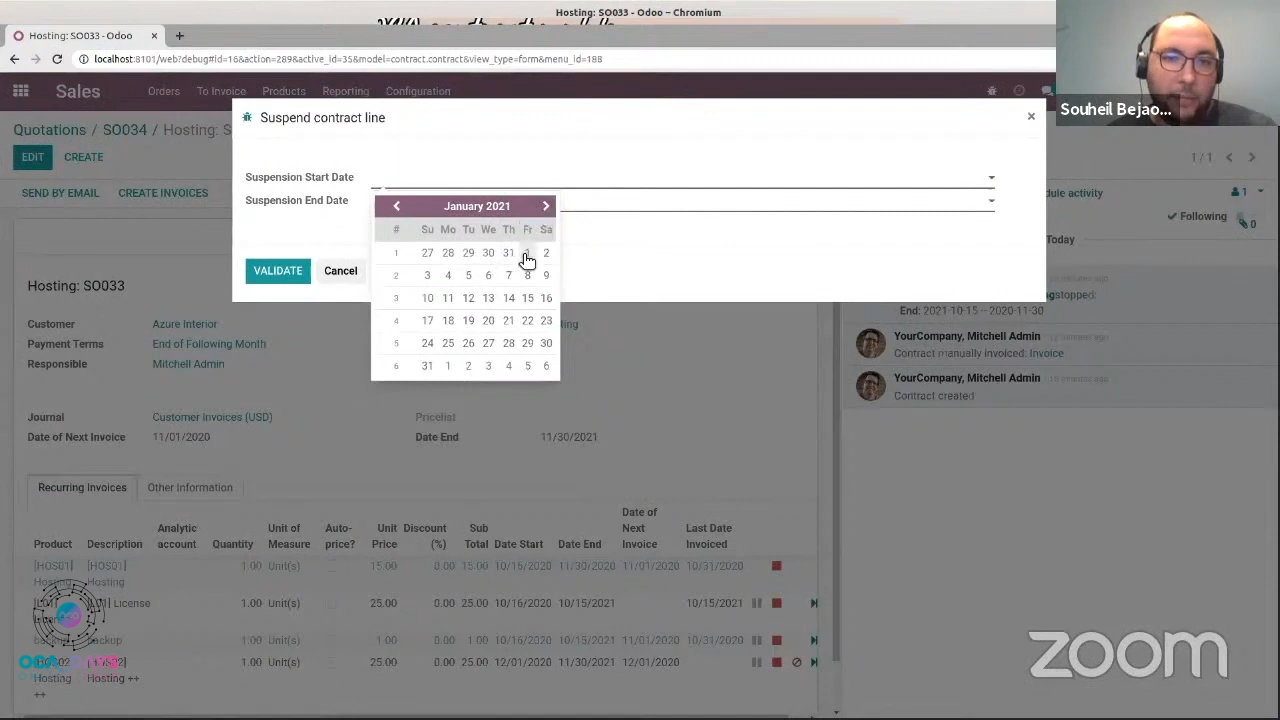 Hosting: SO033 - Odoo – Chromium
Hosting: SO033 - Odoo
localhost:8101/web?debug#id=16&action=289&active_id=35&model=contract.contract&view_type=form&menu_id=188
Sales Orders To Invoice Products Reporting Configuration
Souheil Bejao...
Suspend contract line ×
Quotations / SO034 / Hosting: S
EDIT CREATE
1 / 1
SEND BY EMAIL CREATE INVOICES
dule activity
1
Following
0
Today
Suspension Start Date
Suspension End Date
January 2021
# Su Mo Tu We Th Fr Sa
1 27 28 29 30 31 1 2
2 3 4 5 6 7 8 9
3 10 11 12 13 14 15 16
4 17 18 19 20 21 22 23
5 24 25 26 27 28 29 30
6 31 1 2 3 4 5 6
VALIDATE Cancel
Hosting: SO033
Customer Azure Interior
Payment Terms End of Following Month
Responsible Mitchell Admin
Journal Customer Invoices (USD)
Pricelist
Date of Next Invoice 11/01/2020
Date End 11/30/2021
stopped:
End: 2021-10-15 -- 2020-11-30
YourCompany, Mitchell Admin
Contract manually invoiced: Invoice
YourCompany, Mitchell Admin
Contract created
Recurring Invoices Other Information
Product Description Analytic account Quantity Unit of Measure Auto-price? Unit Price Discount (%) Sub Total Date Start Date End Date of Next Invoice Last Date Invoiced
[HOS01] Hosting [HOS01] Hosting 1.00 Unit(s) 15.00 0.00 15.00 10/15/2020 11/30/2020 11/01/2020 10/31/2020
License 1.00 Unit(s) 25.00 0.00 25.00 10/16/2020 10/15/2021 10/15/2021
1.00 Unit(s) 1.00 0.00 1.00 10/16/2020 10/15/2021 11/01/2020 10/31/2020
Hosting ++ Hosting ++ 1.00 Unit(s) 25.00 0.00 25.00 12/01/2020 11/30/2021 12/01/2020
zoom